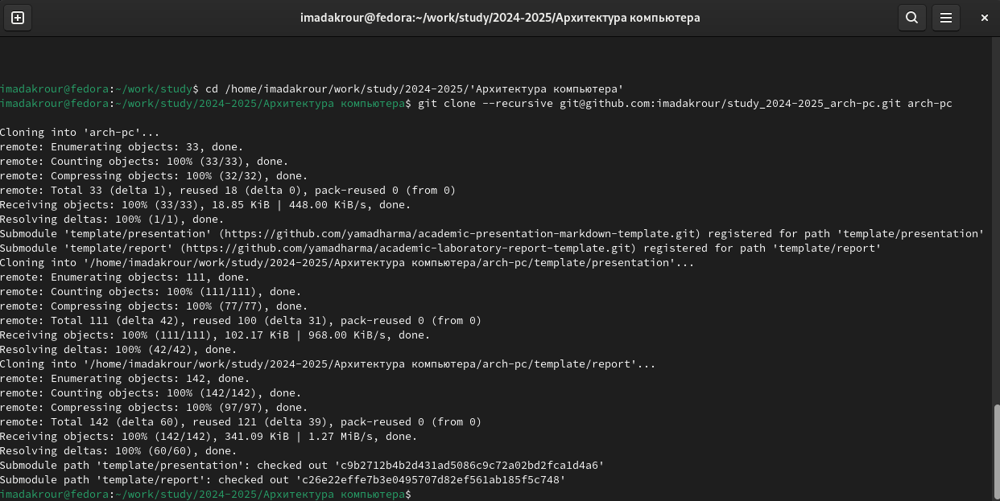 imadakrour@fedora:~/work/study/2024-2025/Архитектура компьютера
imadakrour@fedora:~/work/study$ cd /home/imadakrour/work/study/2024-2025/'Архитектура компьютера'
imadakrour@fedora:~/work/study/2024-2025/Архитектура компьютера$ git clone --recursive git@github.com:imadakrour/study_2024-2025_arch-pc.git arch-pc
Cloning into 'arch-pc'...
remote: Enumerating objects: 33, done.
remote: Counting objects: 100% (33/33), done.
remote: Compressing objects: 100% (32/32), done.
remote: Total 33 (delta 1), reused 18 (delta 0), pack-reused 0 (from 0)
Receiving objects: 100% (33/33), 18.85 KiB | 448.00 KiB/s, done.
Resolving deltas: 100% (1/1), done.
Submodule 'template/presentation' (https://github.com/yamadharma/academic-presentation-markdown-template.git) registered for path 'template/presentation'
Submodule 'template/report' (https://github.com/yamadharma/academic-laboratory-report-template.git) registered for path 'template/report'
Cloning into '/home/imadakrour/work/study/2024-2025/Архитектура компьютера/arch-pc/template/presentation'...
remote: Enumerating objects: 111, done.
remote: Counting objects: 100% (111/111), done.
remote: Compressing objects: 100% (77/77), done.
remote: Total 111 (delta 42), reused 100 (delta 31), pack-reused 0 (from 0)
Receiving objects: 100% (111/111), 102.17 KiB | 968.00 KiB/s, done.
Resolving deltas: 100% (42/42), done.
Cloning into '/home/imadakrour/work/study/2024-2025/Архитектура компьютера/arch-pc/template/report'...
remote: Enumerating objects: 142, done.
remote: Counting objects: 100% (142/142), done.
remote: Compressing objects: 100% (97/97), done.
remote: Total 142 (delta 60), reused 121 (delta 39), pack-reused 0 (from 0)
Receiving objects: 100% (142/142), 341.09 KiB | 1.27 MiB/s, done.
Resolving deltas: 100% (60/60), done.
Submodule path 'template/presentation': checked out 'c9b2712b4b2d431ad5086c9c72a02bd2fca1d4a6'
Submodule path 'template/report': checked out 'c26e22effe7b3e0495707d82ef561ab185f5c748'
imadakrour@fedora:~/work/study/2024-2025/Архитектура компьютера$